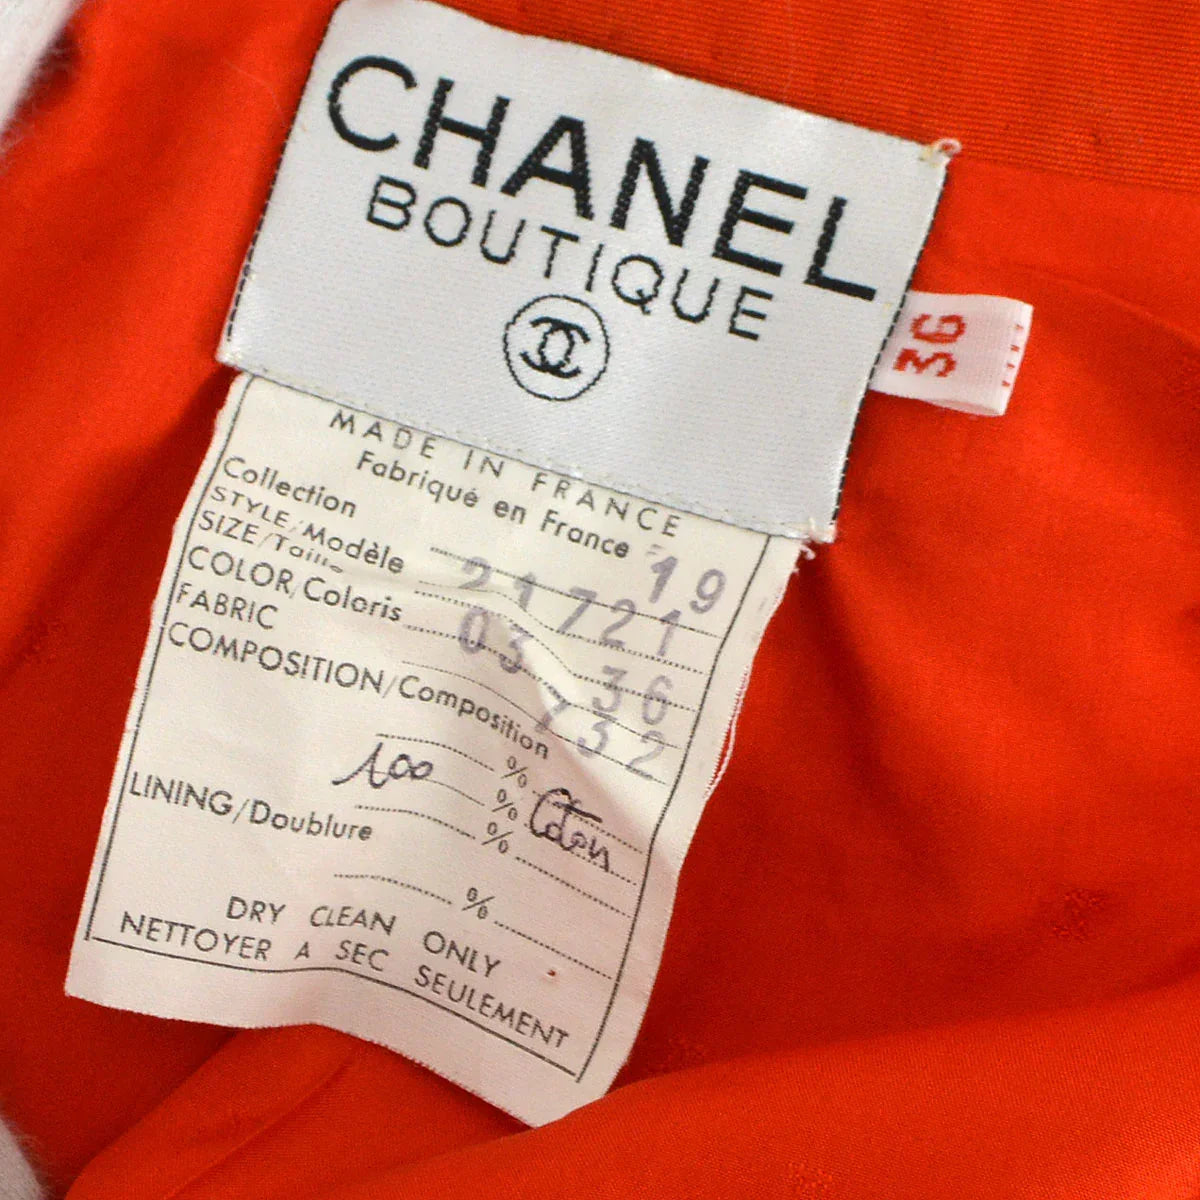 CHANEL
BOUTIQUE
36
MADE IN FRANCE
Fabriqué en France
Collection 19
STYLE/Modèle 21721
SIZE/Taille 03 36
COLOR/Coloris 732
FABRIC
COMPOSITION/Composition
%
100 % Coton
%
LINING/Doublure
%
DRY CLEAN ONLY
NETTOYER A SEC SEULEMENT